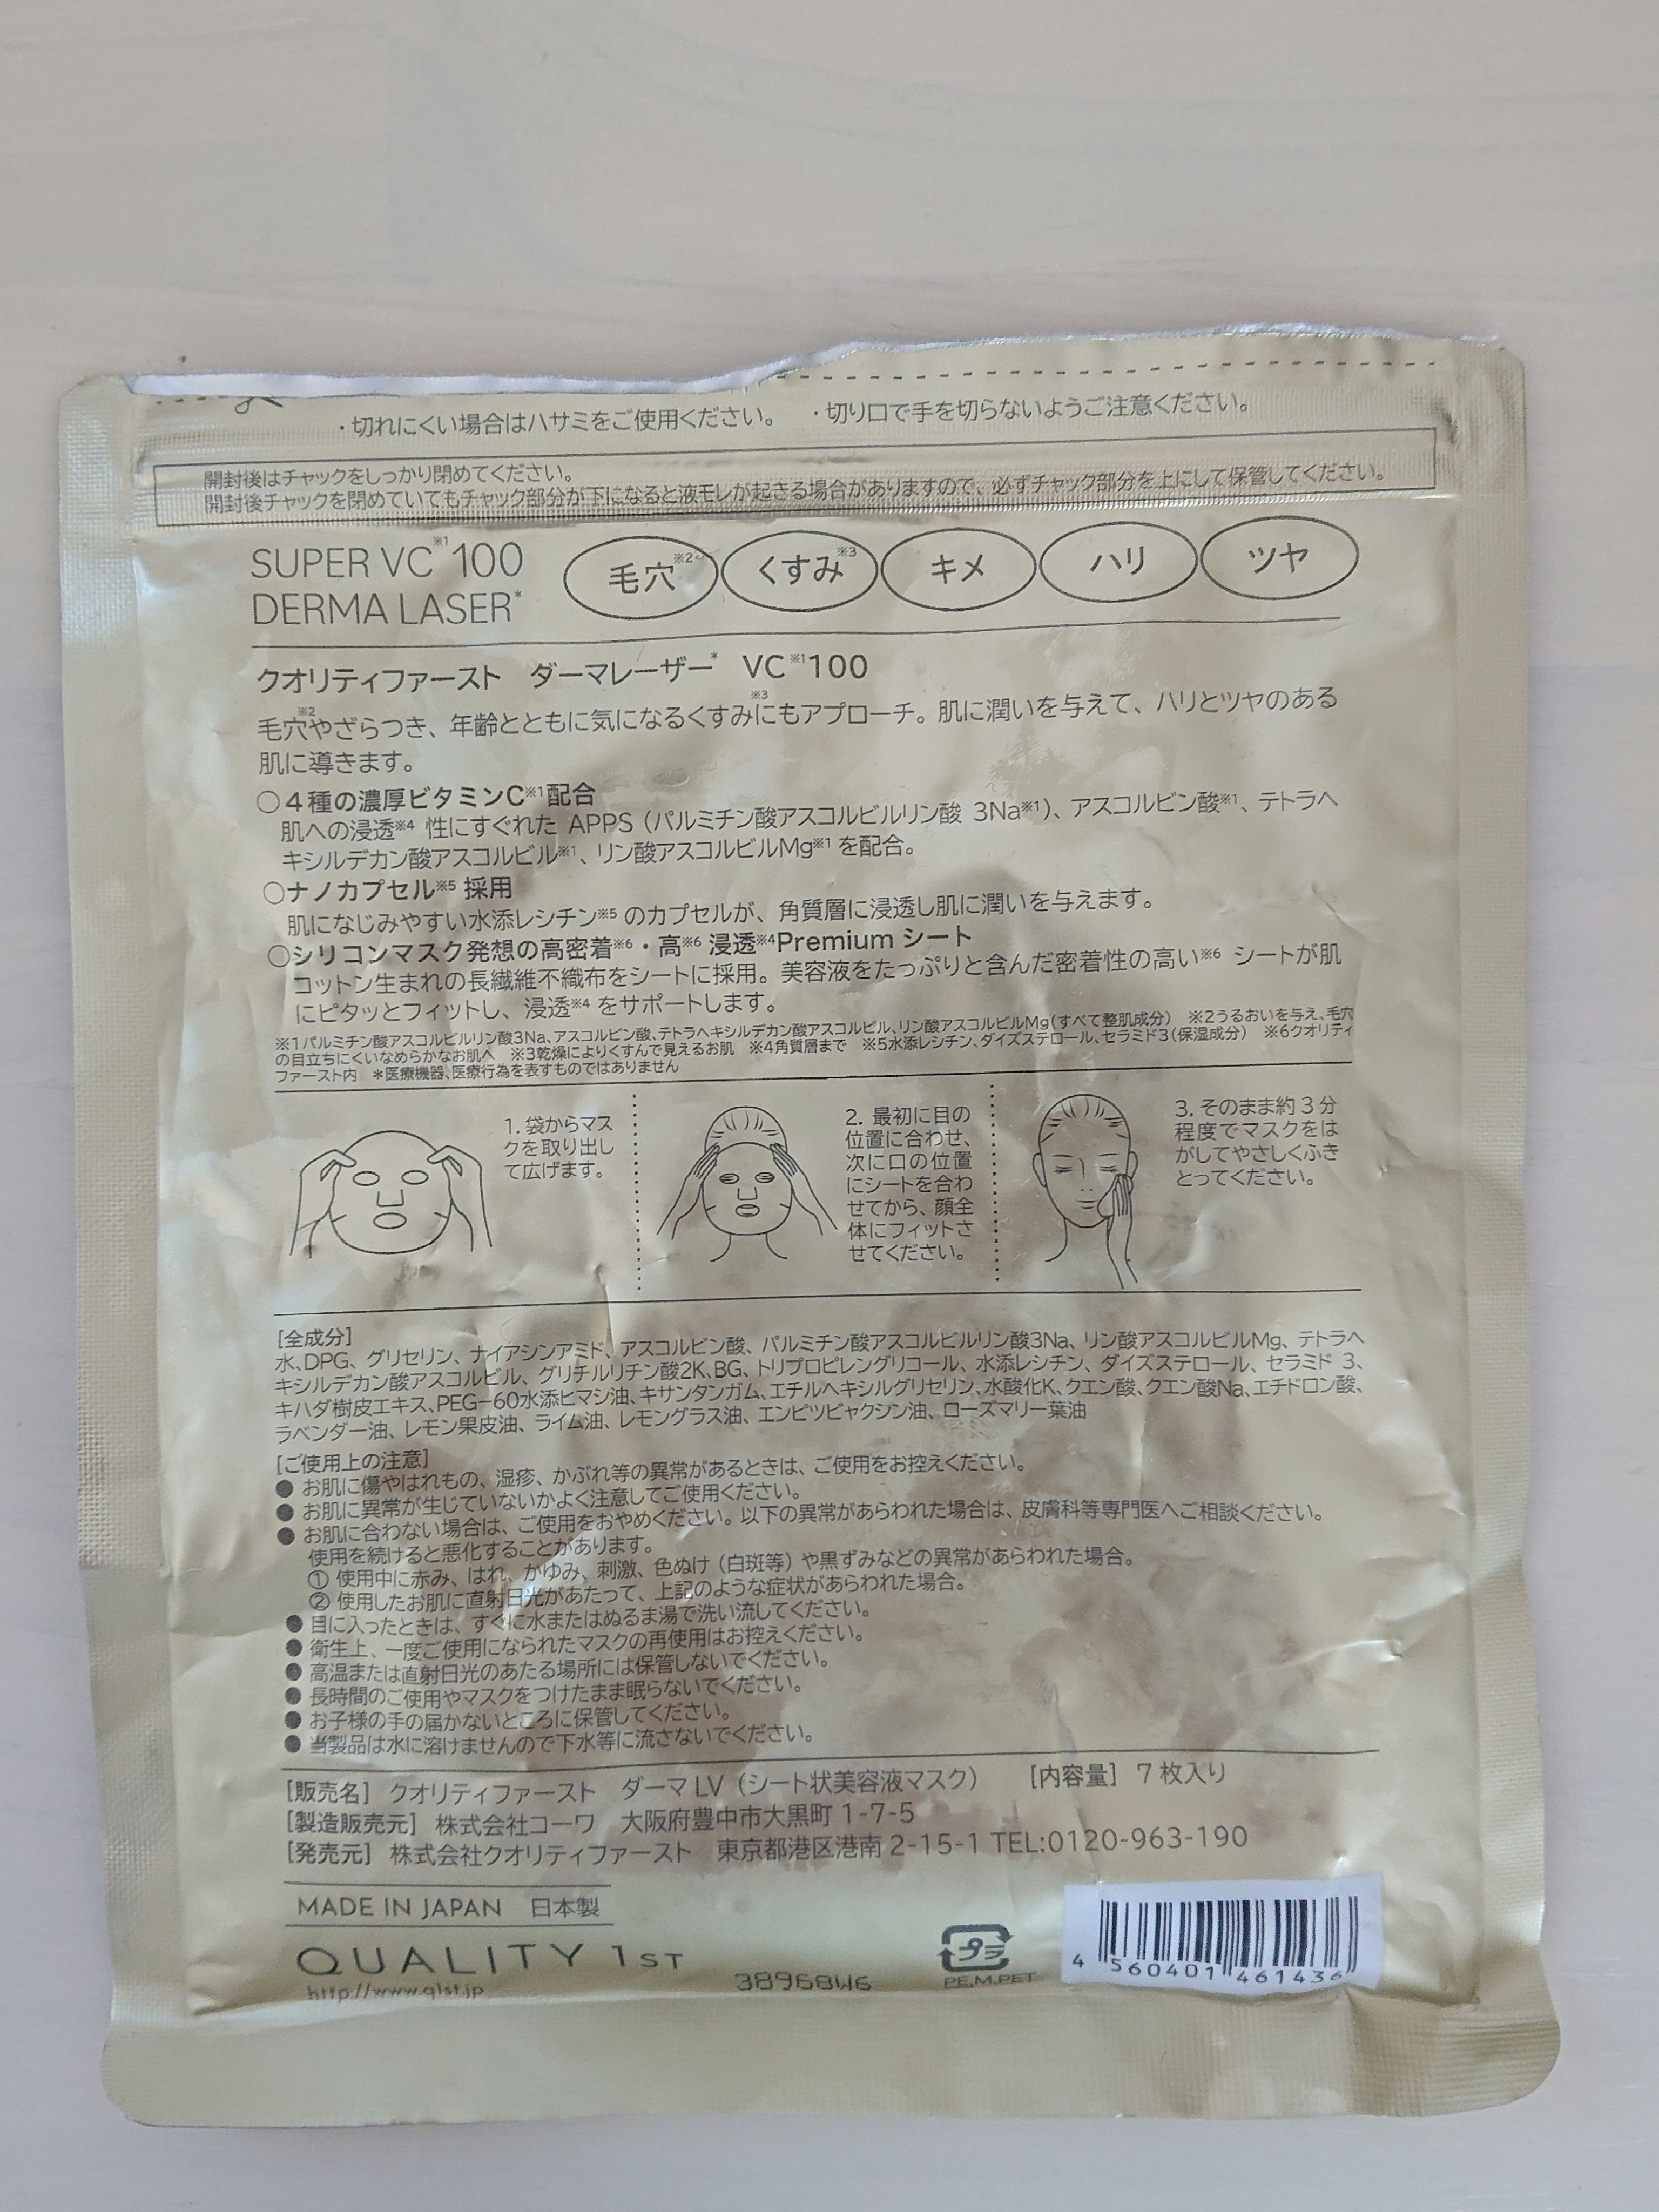 ・切れにくい場合はハサミをご使用ください。 ・切り口で手を切らないようご注意ください。
開封後はチャックをしっかり閉めてください。
開封後チャックを閉めていてもチャック部分が下になると液モレが起きる場合がありますので、必ずチャック部分を上にして保管してください。
SUPER VC※1 100
DERMA LASER*
毛穴※2 くすみ※3 キメ ハリ ツヤ
クオリティファースト ダーマレーザー* VC※1100
毛穴※2やざらつき、年齢とともに気になるくすみ※3にもアプローチ。肌に潤いを与えて、ハリとツヤのある
肌に導きます。
○4種の濃厚ビタミンC※1配合
肌への浸透※4 性にすぐれた APPS（パルミチン酸アスコルビルリン酸 3Na※1）、アスコルビン酸※1、テトラヘ
キシルデカン酸アスコルビル※1、リン酸アスコルビルMg※1 を配合。
○ナノカプセル※5 採用
肌になじみやすい水添レシチン※5 のカプセルが、角質層に浸透し肌に潤いを与えます。
○シリコンマスク発想の高密着※6・高※6 浸透※4Premium シート
コットン生まれの長繊維不織布をシートに採用。美容液をたっぷりと含んだ密着性の高い※6 シートが肌
にピタッとフィットし、浸透※4 をサポートします。
※1パルミチン酸アスコルビルリン酸3Na、アスコルビン酸、テトラヘキシルデカン酸アスコルビル、リン酸アスコルビルMg(すべて整肌成分) ※2うるおいを与え、毛穴
の目立ちにくいなめらかなお肌へ ※3乾燥によりくすんで見えるお肌 ※4角質層まで ※5水添レシチン、ダイズステロール、セラミド3(保湿成分) ※6クオリティ
ファースト内 *医療機器、医療行為を表すものではありません
1. 袋からマス
クを取り出し
て広げます。
2. 最初に目の
位置に合わせ、
次に口の位置
にシートを合わ
せてから、顔全
体にフィットさ
せてください。
3. そのまま約3分
程度でマスクをは
がしてやさしくふき
とってください。
[全成分]
水、DPG、グリセリン、ナイアシンアミド、アスコルビン酸、パルミチン酸アスコルビルリン酸3Na、リン酸アスコルビルMg、テトラヘ
キシルデカン酸アスコルビル、グリチルリチン酸2K、BG、トリプロピレングリコール、水添レシチン、ダイズステロール、セラミド 3、
キハダ樹皮エキス、PEG-60水添ヒマシ油、キサンタンガム、エチルヘキシルグリセリン、水酸化K、クエン酸、クエン酸Na、エチドロン酸、
ラベンダー油、レモン果皮油、ライム油、レモングラス油、エンピツビャクシン油、ローズマリー葉油
[ご使用上の注意]
● お肌に傷やはれもの、湿疹、かぶれ等の異常があるときは、ご使用をお控えください。
● お肌に異常が生じていないかよく注意してご使用ください。
● お肌に合わない場合は、ご使用をおやめください。以下の異常があらわれた場合は、皮膚科等専門医へご相談ください。
使用を続けると悪化することがあります。
① 使用中に赤み、はれ、かゆみ、刺激、色ぬけ（白斑等）や黒ずみなどの異常があらわれた場合。
② 使用したお肌に直射日光があたって、上記のような症状があらわれた場合。
● 目に入ったときは、すぐに水またはぬるま湯で洗い流してください。
● 衛生上、一度ご使用になられたマスクの再使用はお控えください。
● 高温または直射日光のあたる場所には保管しないでください。
● 長時間のご使用やマスクをつけたまま眠らないでください。
● お子様の手の届かないところに保管してください。
● 当製品は水に溶けませんので下水等に流さないでください。
[販売名] クオリティファースト ダーマ LV（シート状美容液マスク） [内容量] 7 枚入り
[製造販売元] 株式会社コーワ 大阪府豊中市大黒町 1-7-5
[発売元] 株式会社クオリティファースト 東京都港区港南 2-15-1 TEL:0120-963-190
MADE IN JAPAN 日本製
QUALITY 1ST
http://www.q1st.jp
38968W6
プラ
PE,M,PET
4 560401 461436